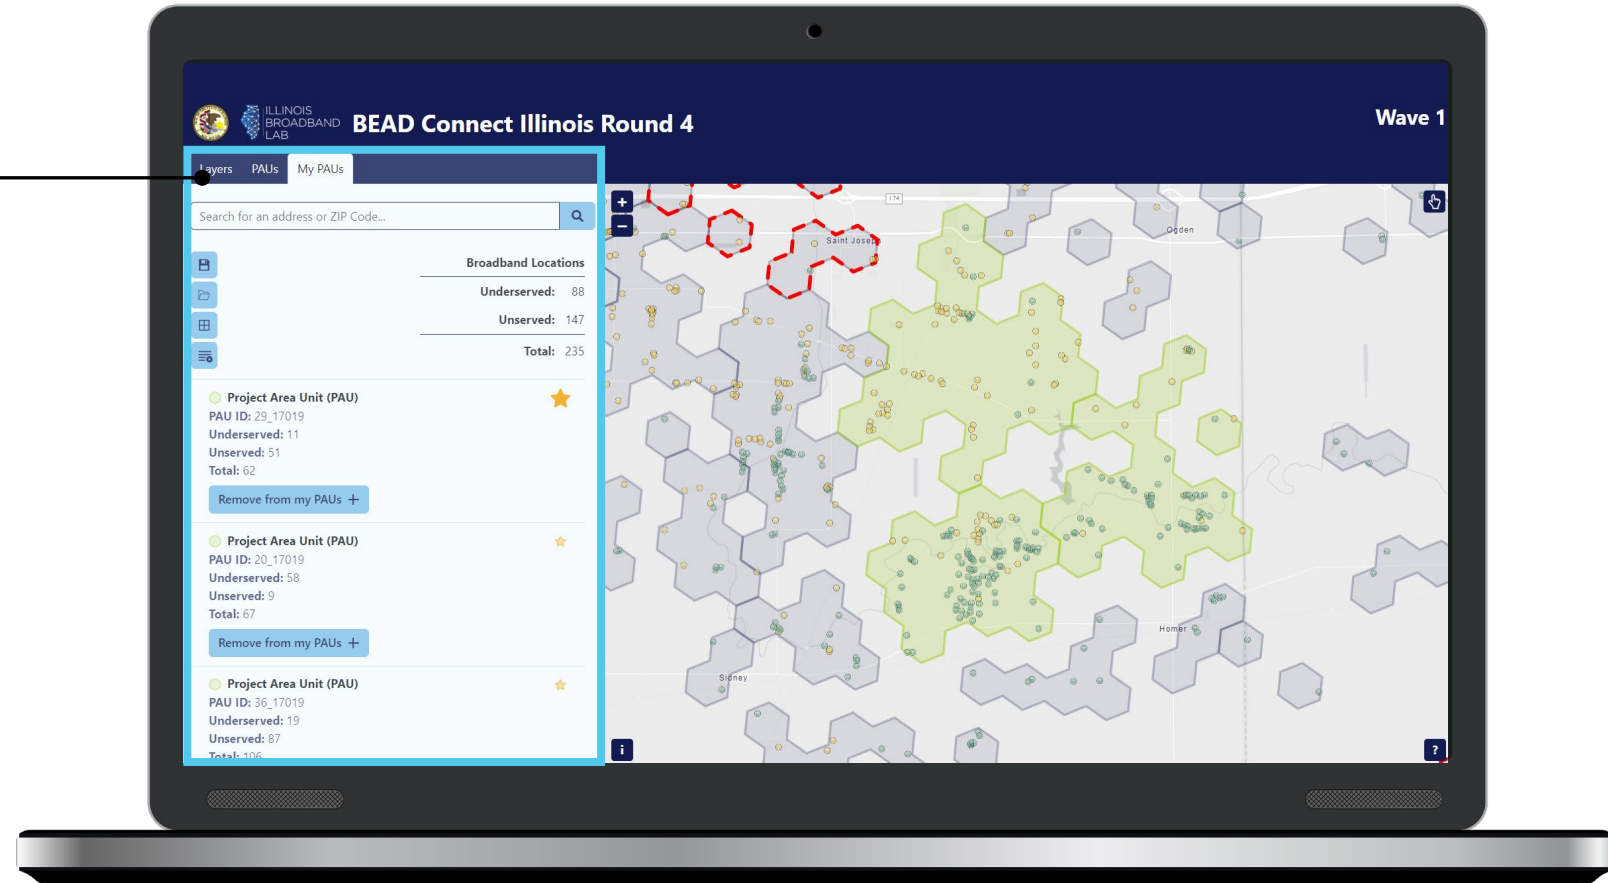 ILLINOIS
BROADBAND
LAB
BEAD Connect Illinois Round 4
Wave 1
Layers PAUs My PAUs
Search for an address or ZIP Code...
Broadband Locations
Underserved: 88
Unserved: 147
Total: 235
Project Area Unit (PAU)
PAU ID: 29_17019
Underserved: 11
Unserved: 51
Total: 62
Remove from my PAUs +
Project Area Unit (PAU)
PAU ID: 20_17019
Underserved: 58
Unserved: 9
Total: 67
Remove from my PAUs +
Project Area Unit (PAU)
PAU ID: 36_17019
Underserved: 19
Unserved: 87
Total: 106
+
−
174
Saint Joseph
Ogden
Homer
Sidney
i
?